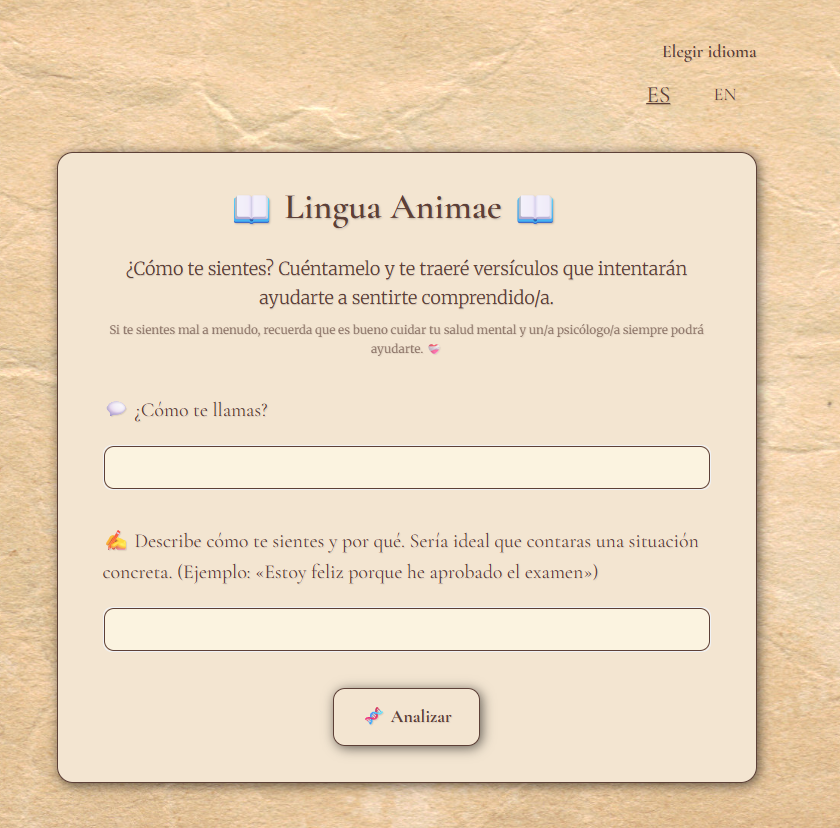 Elegir idioma
ES EN
📖 Lingua Animae 📖
¿Cómo te sientes? Cuéntamelo y te traeré versículos que intentarán
ayudarte a sentirte comprendido/a.
Si te sientes mal a menudo, recuerda que es bueno cuidar tu salud mental y un/a psicólogo/a siempre podrá
ayudarte. 💝
💬 ¿Cómo te llamas?
✍️ Describe cómo te sientes y por qué. Sería ideal que contaras una situación
concreta. (Ejemplo: «Estoy feliz porque he aprobado el examen»)
🧬 Analizar